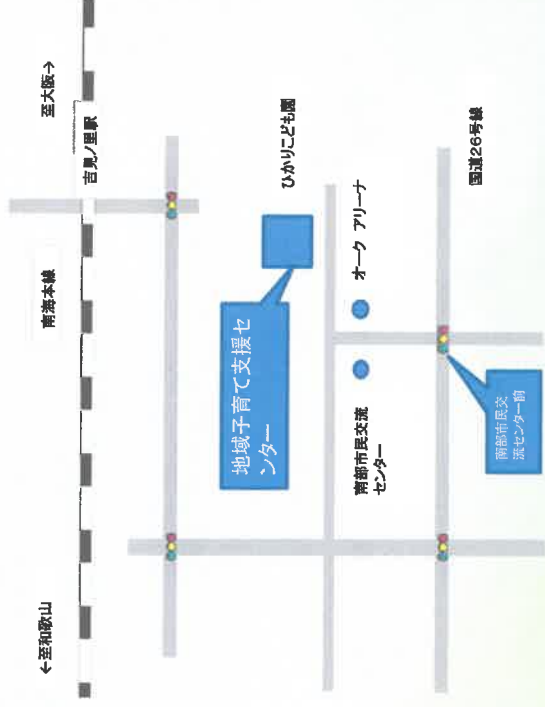 ←至和歌山
南海本線
至大阪→
吉見ノ里駅
地域子育て支援セ
ンター
ひかりこども園
南部市民交流
センター
オーク アリーナ
南部市民交
流センター前
国道26号線